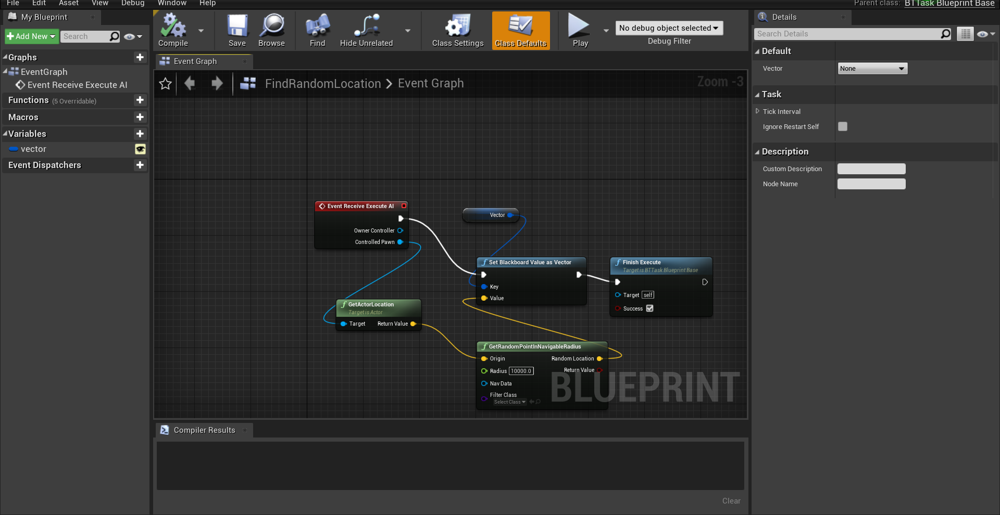 File Edit Asset View Debug Window Help
Parent class: BTTask Blueprint Base
My Blueprint
Add New Search
Graphs
EventGraph
Event Receive Execute AI
Functions (5 Overridable)
Macros
Variables
vector
Event Dispatchers
Compile Save Browse Find Hide Unrelated Class Settings Class Defaults Play
No debug object selected
Debug Filter
Event Graph
FindRandomLocation > Event Graph
Zoom -3
Event Receive Execute AI
Owner Controller
Controlled Pawn
Vector
Set Blackboard Value as Vector
Key
Value
Finish Execute
Target is BTTask Blueprint Base
Target self
Success
GetActorLocation
Target is Actor
Target Return Value
GetRandomPointInNavigableRadius
Origin Random Location
Radius 10000.0 Return Value
Nav Data
Filter Class
Select Class
BLUEPRINT
Compiler Results
Clear
Details
Search Details
Default
Vector None
Task
Tick Interval
Ignore Restart Self
Description
Custom Description
Node Name